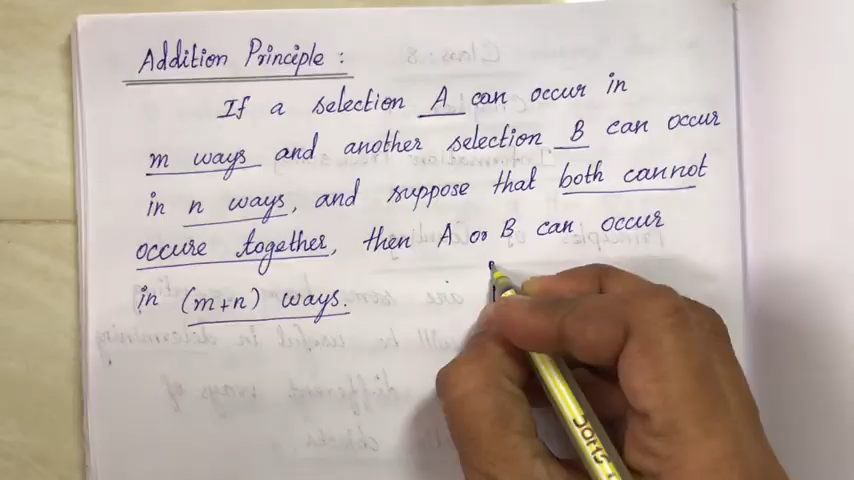 Addition Principle :
If a selection A can occur in
m ways and another selection B can occur
in n ways, and suppose that both cannot
occure together, then A or B can occur
in (m+n) ways.